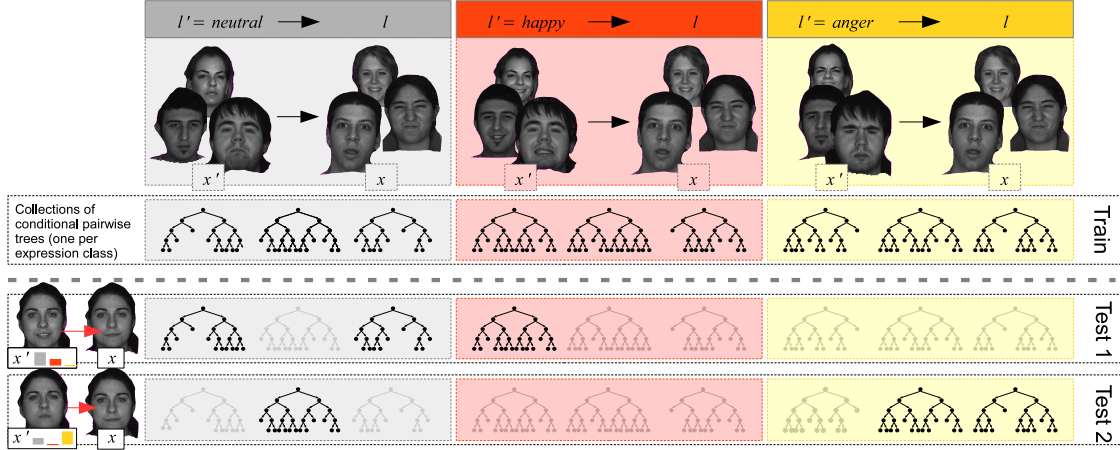 l' = neutral → l
l' = happy → l
l' = anger → l
x' x
x' x
x' x
Collections of
conditional pairwise
trees (one per
expression class)
Train
x' x
Test 1
x' x
Test 2